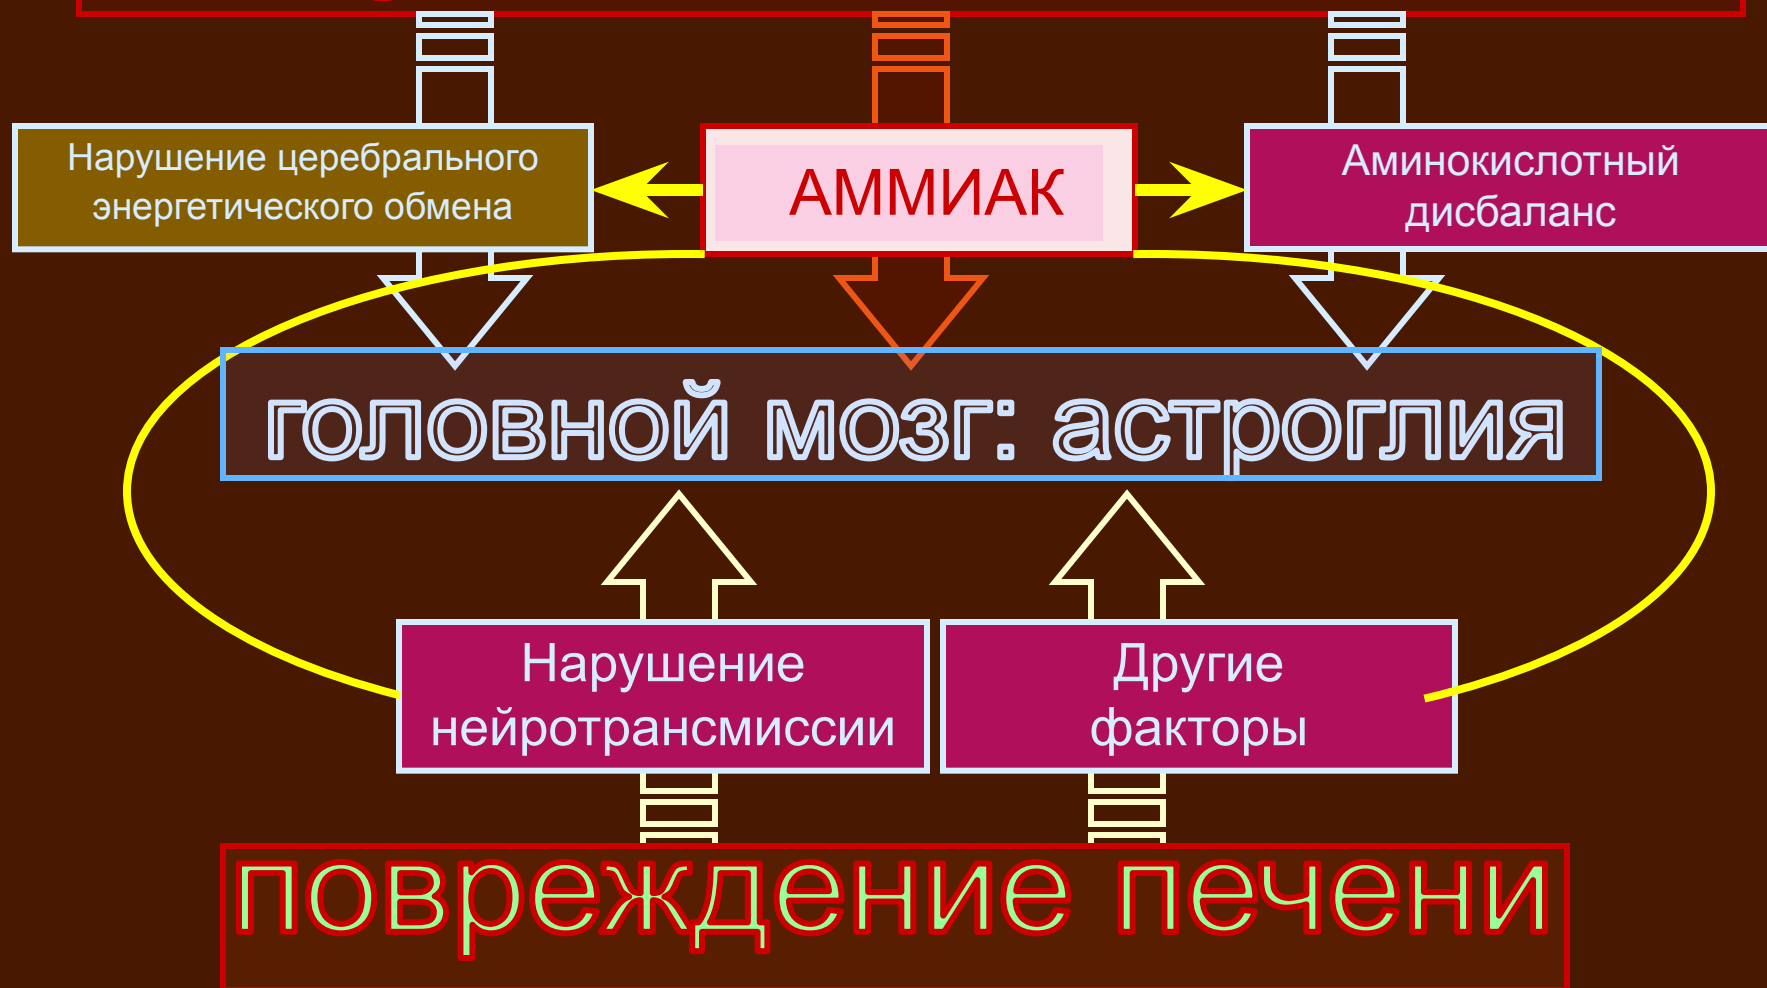 Нарушение церебрального
энергетического обмена
АММИАК
Аминокислотный
дисбаланс
головной мозг: астроглия
Нарушение
нейротрансмиссии
Другие
факторы
повреждение печени